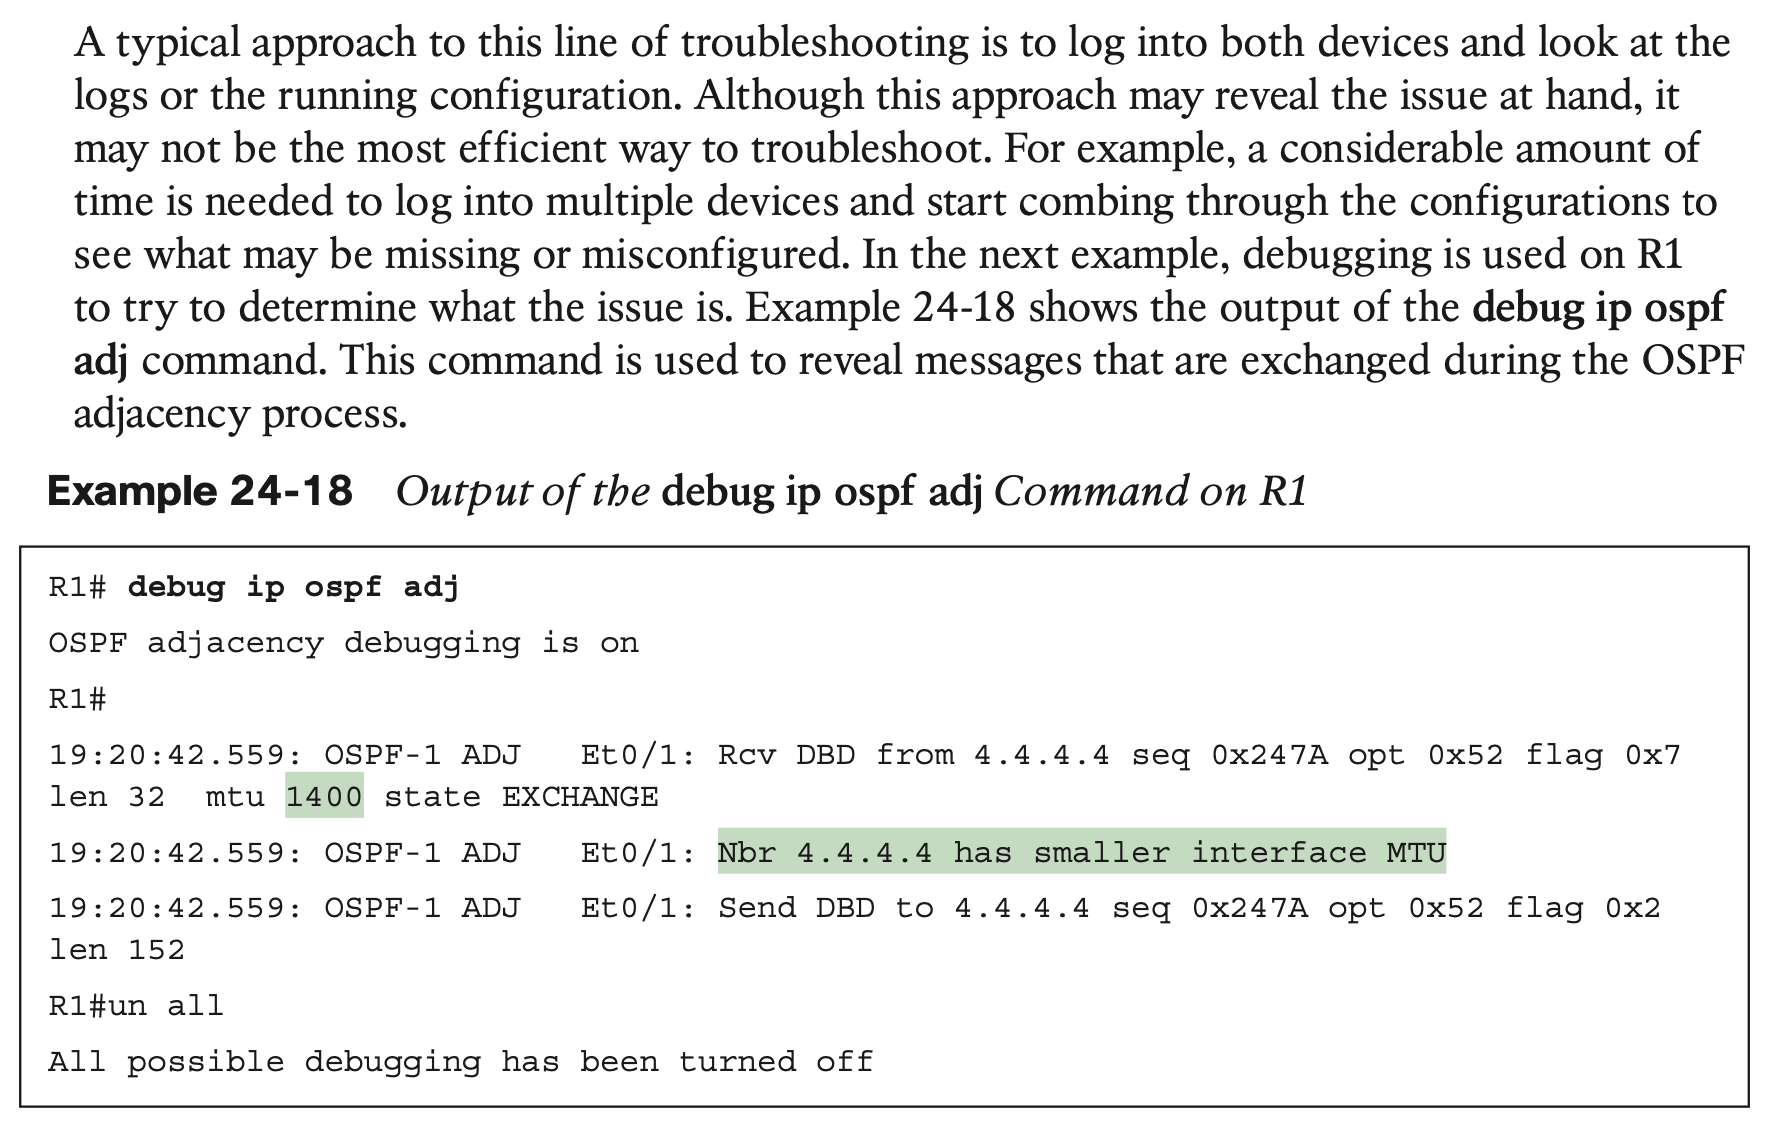 A typical approach to this line of troubleshooting is to log into both devices and look at the
logs or the running configuration. Although this approach may reveal the issue at hand, it
may not be the most efficient way to troubleshoot. For example, a considerable amount of
time is needed to log into multiple devices and start combing through the configurations to
see what may be missing or misconfigured. In the next example, debugging is used on R1
to try to determine what the issue is. Example 24-18 shows the output of the debug ip ospf
adj command. This command is used to reveal messages that are exchanged during the OSPF
adjacency process.
Example 24-18 Output of the debug ip ospf adj Command on R1
R1# debug ip ospf adj
OSPF adjacency debugging is on
R1#
19:20:42.559: OSPF-1 ADJ   Et0/1: Rcv DBD from 4.4.4.4 seq 0x247A opt 0x52 flag 0x7
len 32  mtu 1400 state EXCHANGE
19:20:42.559: OSPF-1 ADJ   Et0/1: Nbr 4.4.4.4 has smaller interface MTU
19:20:42.559: OSPF-1 ADJ   Et0/1: Send DBD to 4.4.4.4 seq 0x247A opt 0x52 flag 0x2
len 152
R1#un all
All possible debugging has been turned off